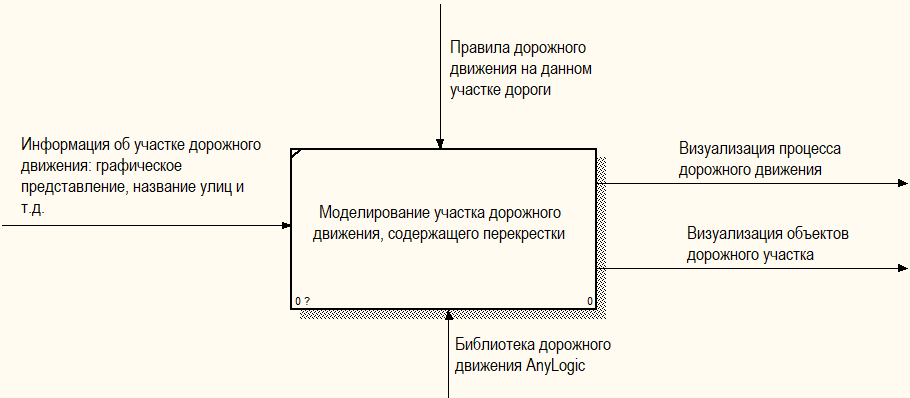 Правила дорожного
движения на данном
участке дороги
Информация об участке дорожного
движения: графическое
представление, название улиц и
т.д.
Моделирование участка дорожного
движения, содержащего перекрестки
0 ?
0
Визуализация процесса
дорожного движения
Визуализация объектов
дорожного участка
Библиотека дорожного
движения AnyLogic